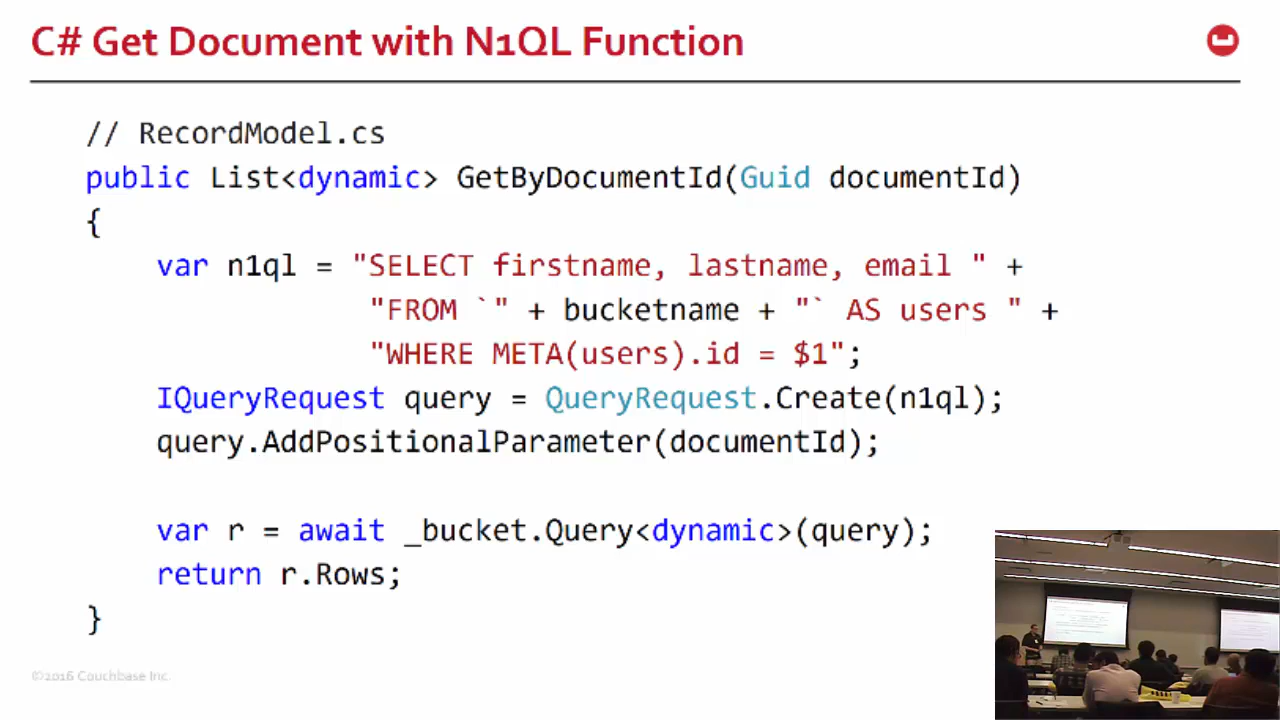 C# Get Document with N1QL Function
// RecordModel.cs
public List<dynamic> GetByDocumentId(Guid documentId)
{
var n1ql = "SELECT firstname, lastname, email " +
"FROM `" + bucketname + "` AS users " +
"WHERE META(users).id = $1";
IQueryRequest query = QueryRequest.Create(n1ql);
query.AddPositionalParameter(documentId);
var r = await _bucket.Query<dynamic>(query);
return r.Rows;
}
©2016 Couchbase Inc.